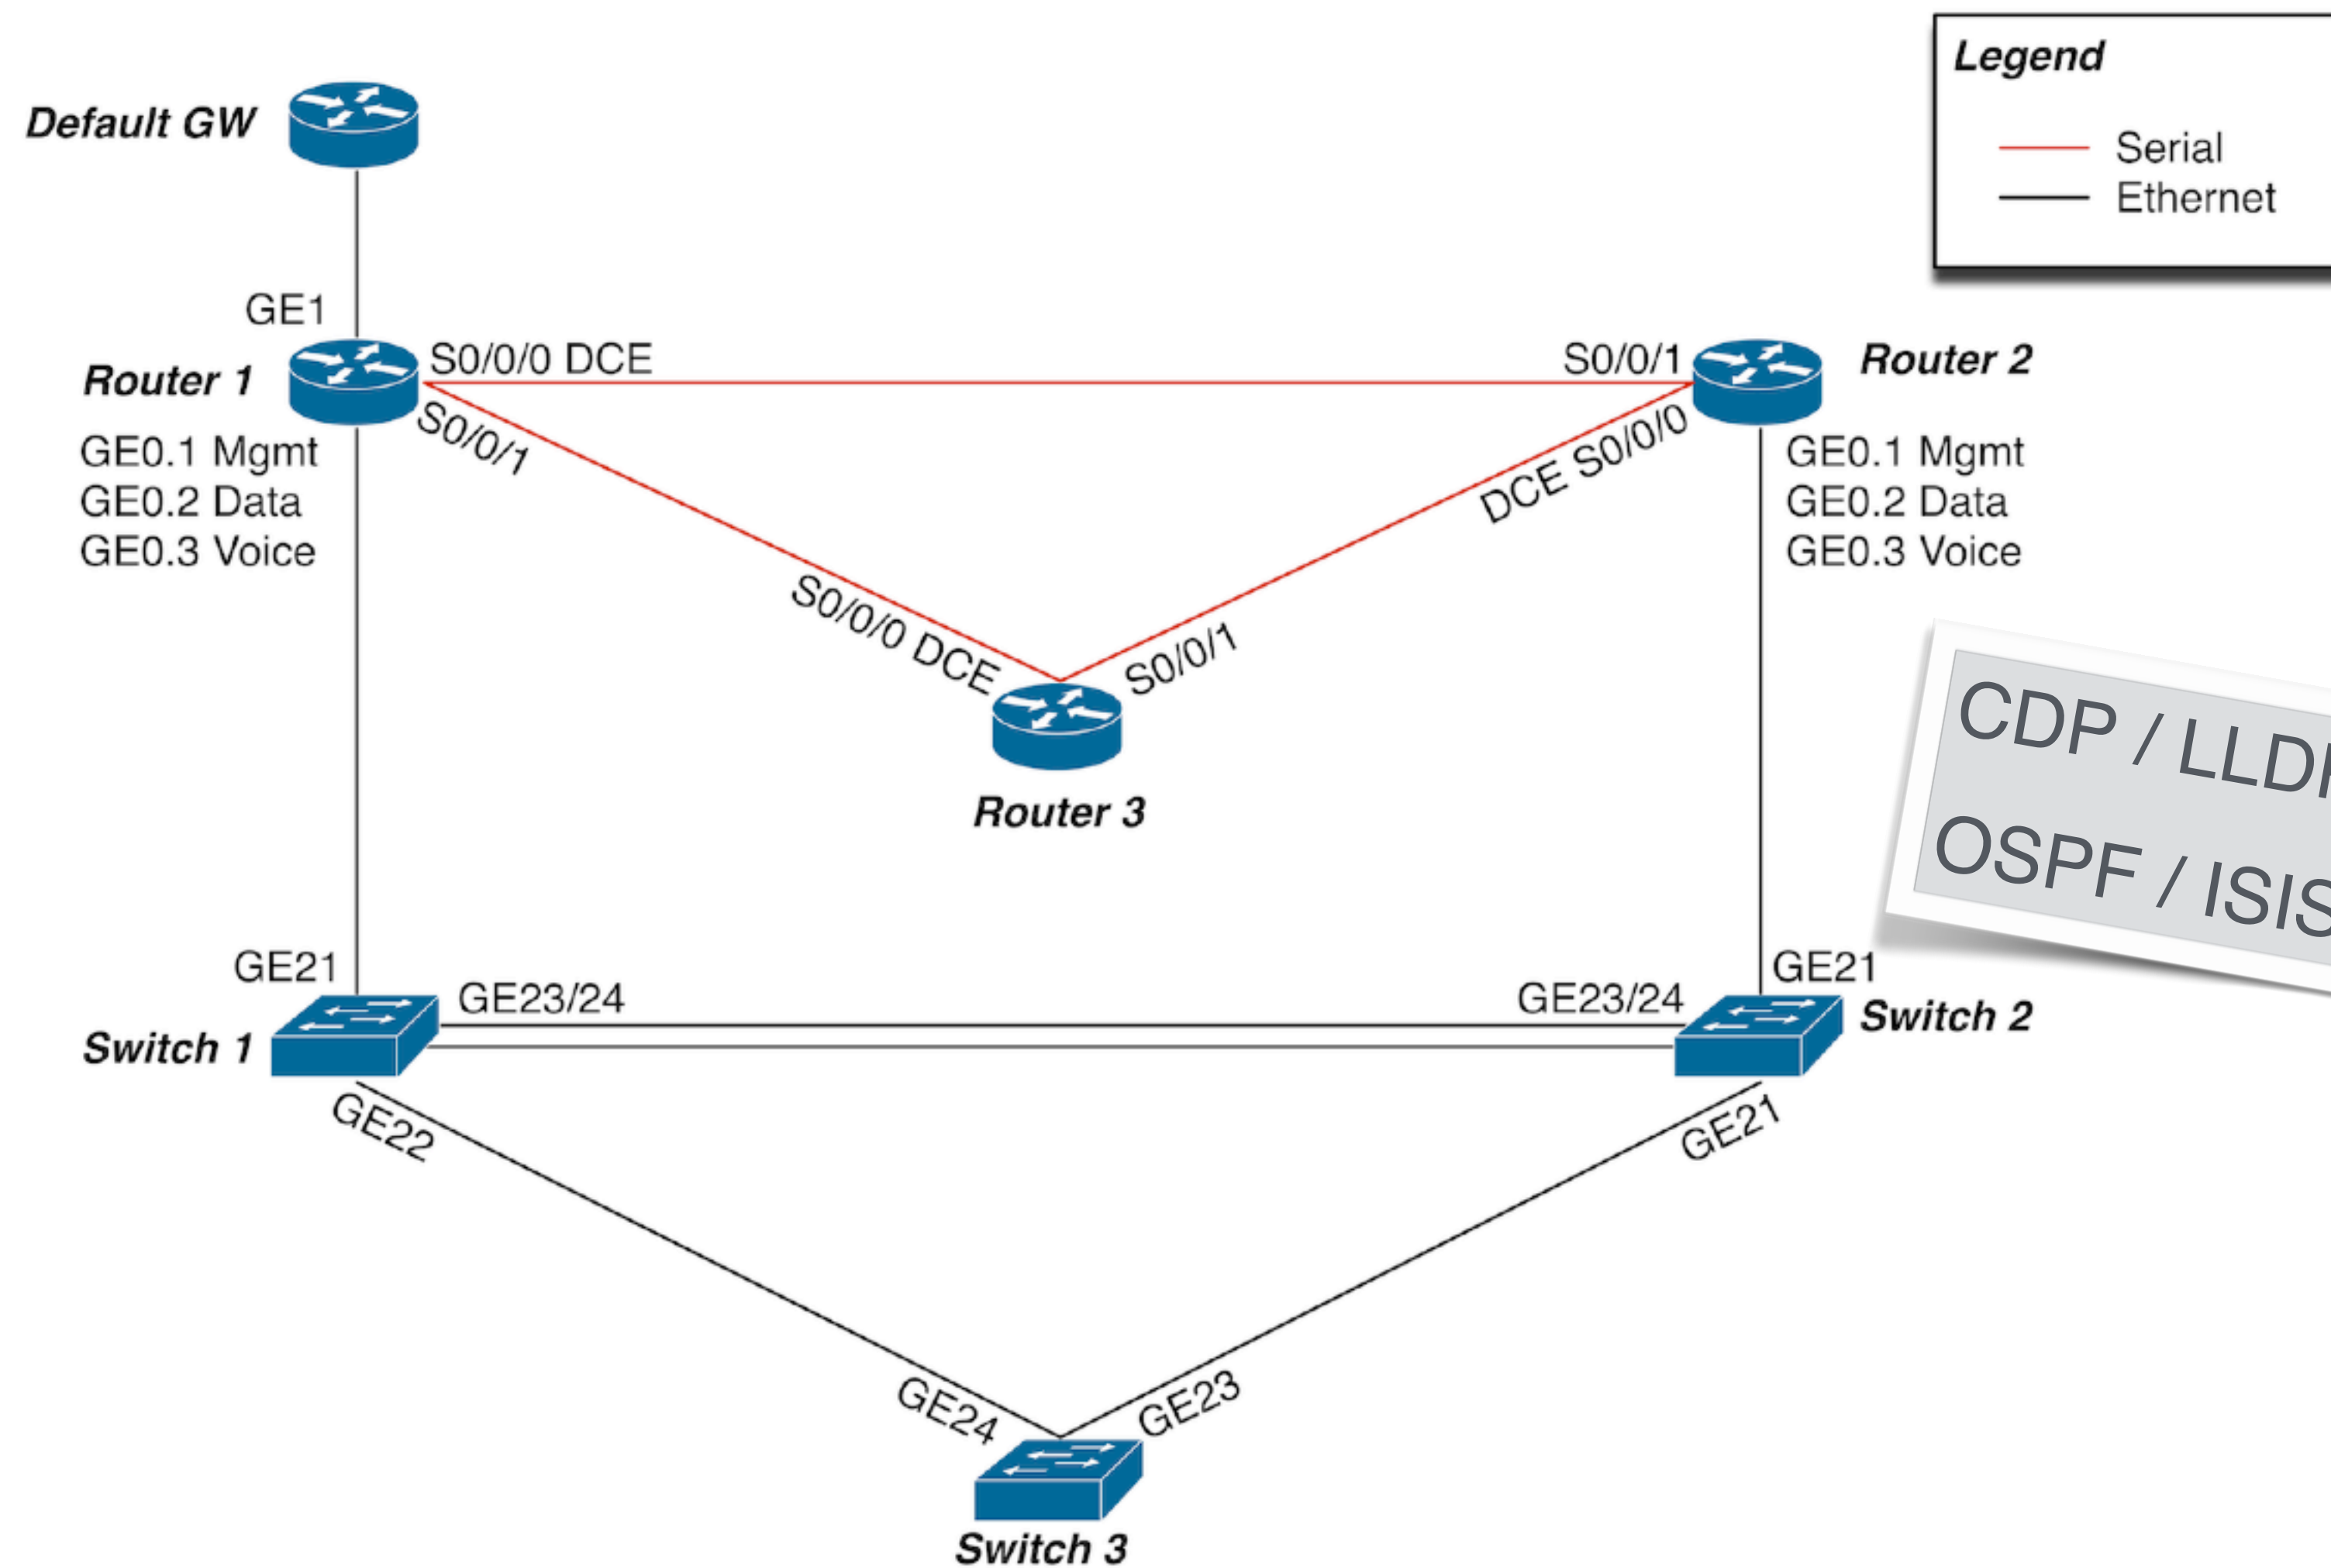 Legend
Serial
Ethernet
Default GW
GE1
Router 1
S0/0/0 DCE
S0/0/1
Router 2
S0/0/1
DCE S0/0/0
GE0.1 Mgmt
GE0.2 Data
GE0.3 Voice
GE0.1 Mgmt
GE0.2 Data
GE0.3 Voice
S0/0/0 DCE
S0/0/1
Router 3
CDP /
OSPF / ISIS
GE21
GE23/24
GE23/24
GE21
Switch 1
Switch 2
GE22
GE21
GE24
GE23
Switch 3